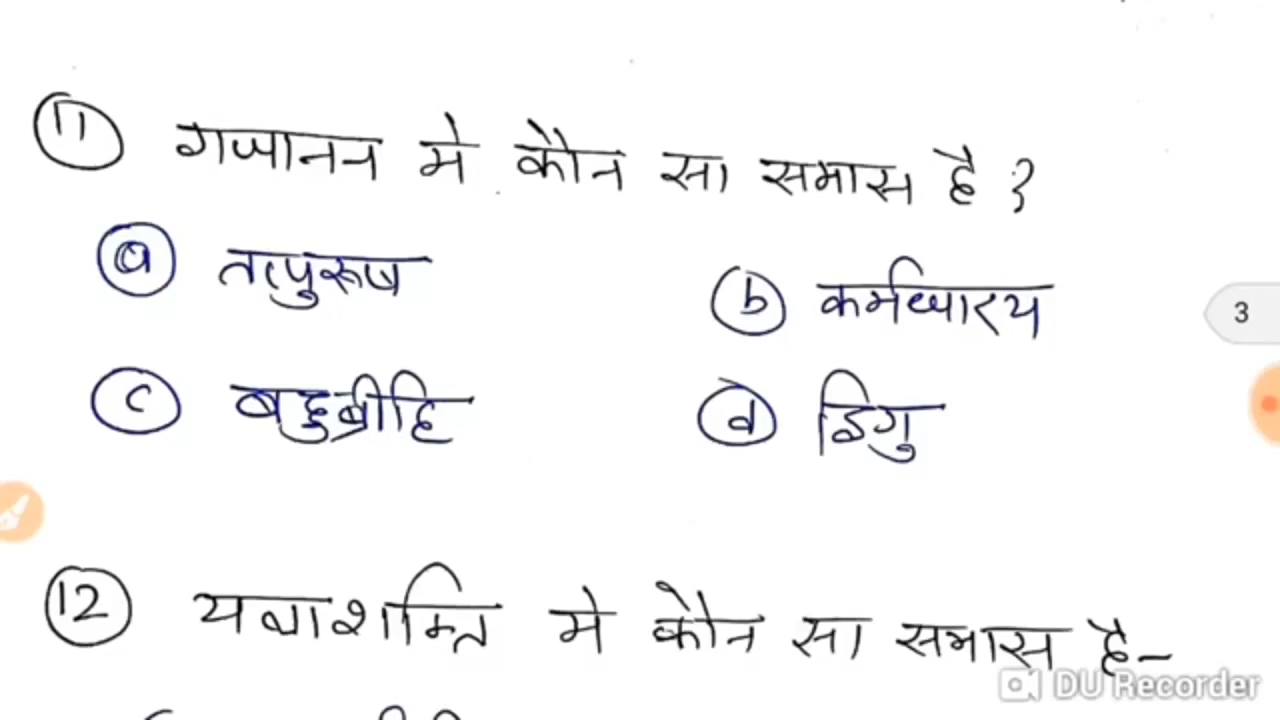 11 गजानन मे कौन सा समास है ?
a तत्पुरूष
b कर्मधारय
c बहुब्रीहि
d द्विगु
3
12 यथाशक्ति मे कौन सा समास है-
DU Recorder